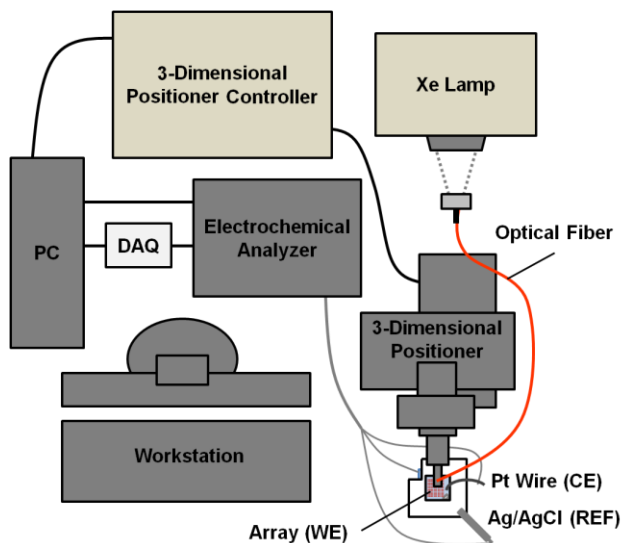 3-Dimensional
Positioner Controller
Xe Lamp
PC
DAQ
Electrochemical
Analyzer
Optical Fiber
3-Dimensional
Positioner
Workstation
Pt Wire (CE)
Ag/AgCl (REF)
Array (WE)